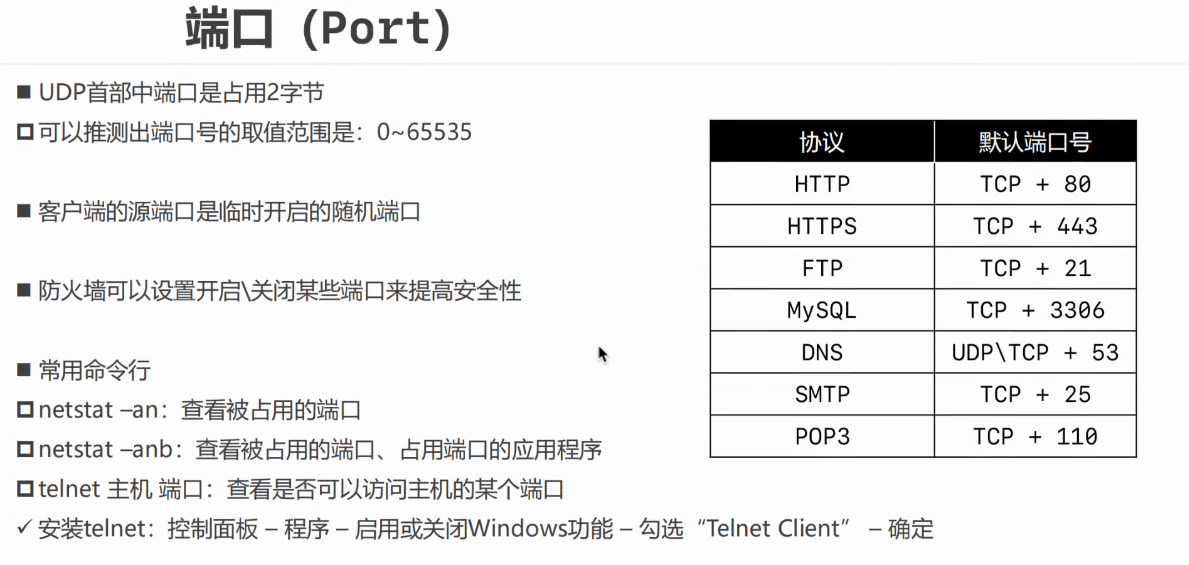 端口（Port）
■ UDP首部中端口是占用2字节
可以推测出端口号的取值范围是：0~65535
■ 客户端的源端口是临时开启的随机端口
■ 防火墙可以设置开启\关闭某些端口来提高安全性
■ 常用命令行
netstat –an：查看被占用的端口
netstat –anb：查看被占用的端口、占用端口的应用程序
telnet 主机 端口：查看是否可以访问主机的某个端口
✓ 安装telnet：控制面板 – 程序 – 启用或关闭Windows功能 – 勾选“Telnet Client” – 确定
协议 默认端口号
HTTP TCP + 80
HTTPS TCP + 443
FTP TCP + 21
MySQL TCP + 3306
DNS UDP\TCP + 53
SMTP TCP + 25
POP3 TCP + 110